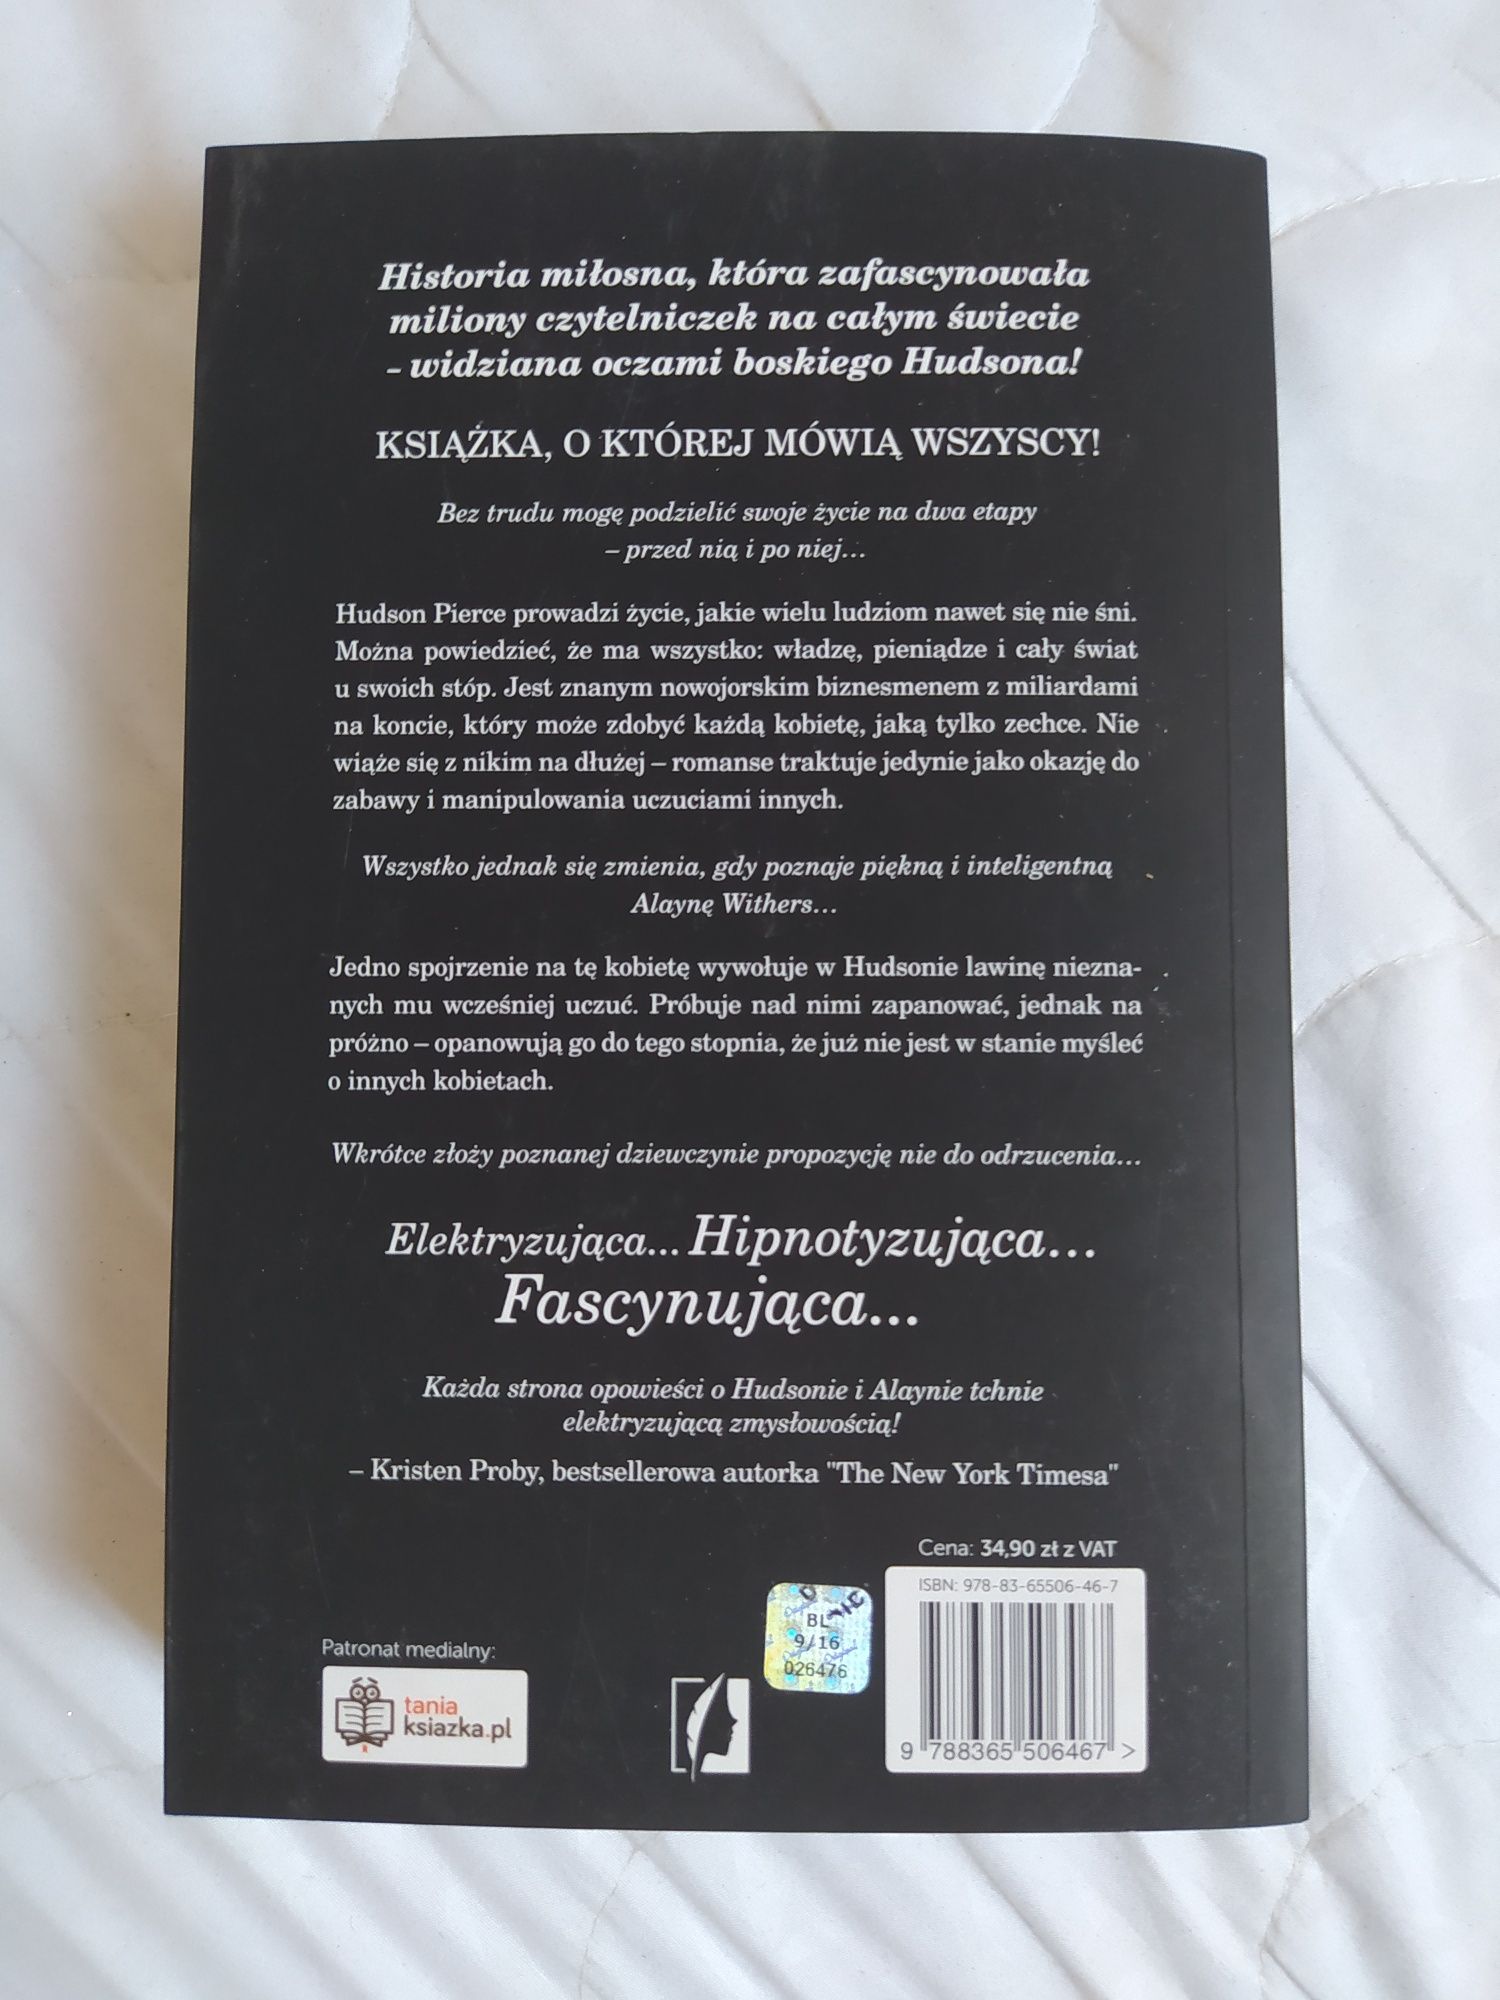 Historia miłosna, która zafascynowała
miliony czytelniczek na całym świecie
– widziana oczami boskiego Hudsona!
KSIĄŻKA, O KTÓREJ MÓWIĄ WSZYSCY!
Bez trudu mogę podzielić swoje życie na dwa etapy
– przed nią i po niej...
Hudson Pierce prowadzi życie, jakie wielu ludziom nawet się nie śni.
Można powiedzieć, że ma wszystko: władzę, pieniądze i cały świat
u swoich stóp. Jest znanym nowojorskim biznesmenem z miliardami
na koncie, który może zdobyć każdą kobietę, jaką tylko zechce. Nie
wiąże się z nikim na dłużej – romanse traktuje jedynie jako okazję do
zabawy i manipulowania uczuciami innych.
Wszystko jednak się zmienia, gdy poznaje piękną i inteligentną
Alaynę Withers...
Jedno spojrzenie na tę kobietę wywołuje w Hudsonie lawinę niezna-
nych mu wcześniej uczuć. Próbuje nad nimi zapanować, jednak na
próżno – opanowują go do tego stopnia, że już nie jest w stanie myśleć
o innych kobietach.
Wkrótce złoży poznanej dziewczynie propozycję nie do odrzucenia...
Elektryzująca... Hipnotyzująca...
Fascynująca...
Każda strona opowieści o Hudsonie i Alaynie tchnie
elektryzującą zmysłowością!
– Kristen Proby, bestsellerowa autorka "The New York Timesa"
Cena: 34,90 zł z VAT
ISBN: 978-83-65506-46-7
BL
9/16
026476
Patronat medialny:
tania
ksiazka.pl
9 788365 506467 >